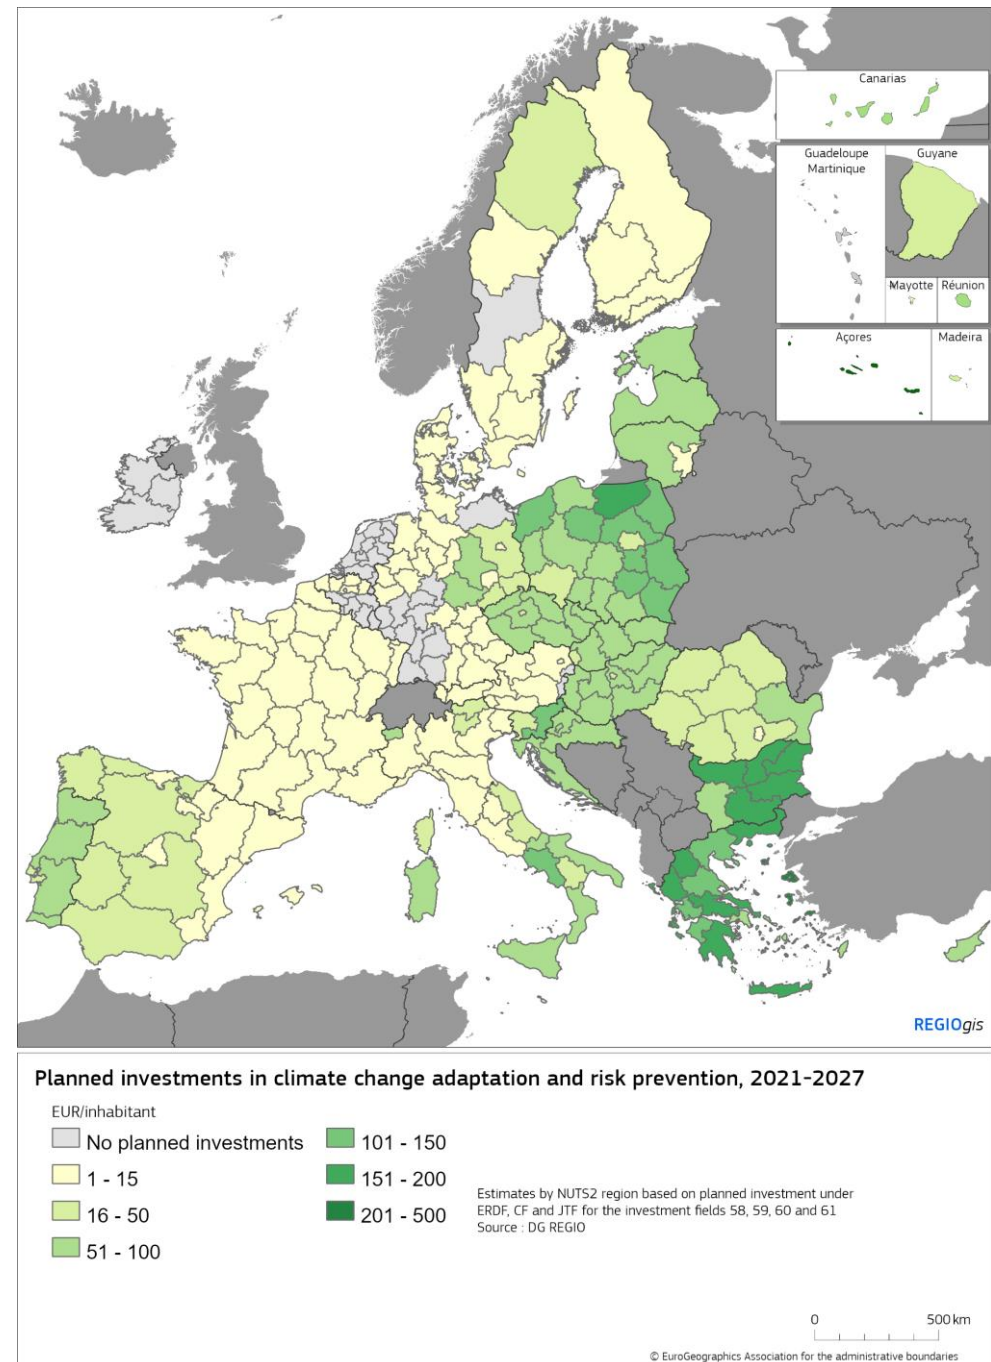 Canarias
Guadeloupe
Martinique
Guyane
Mayotte
Réunion
Açores
Madeira
REGIOgis
Planned investments in climate change adaptation and risk prevention, 2021-2027
EUR/inhabitant
No planned investments
1 - 15
16 - 50
51 - 100
101 - 150
151 - 200
201 - 500
Estimates by NUTS2 region based on planned investment under
ERDF, CF and JTF for the investment fields 58, 59, 60 and 61
Source : DG REGIO
0 500 km
© EuroGeographics Association for the administrative boundaries